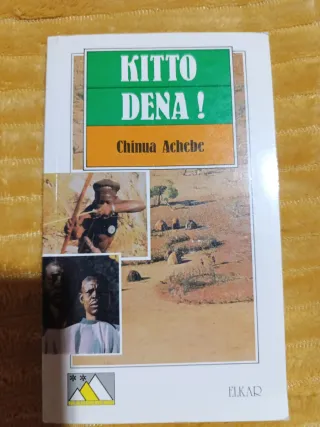 KITTO
DENA !
Chinua Achebe
ELKAR